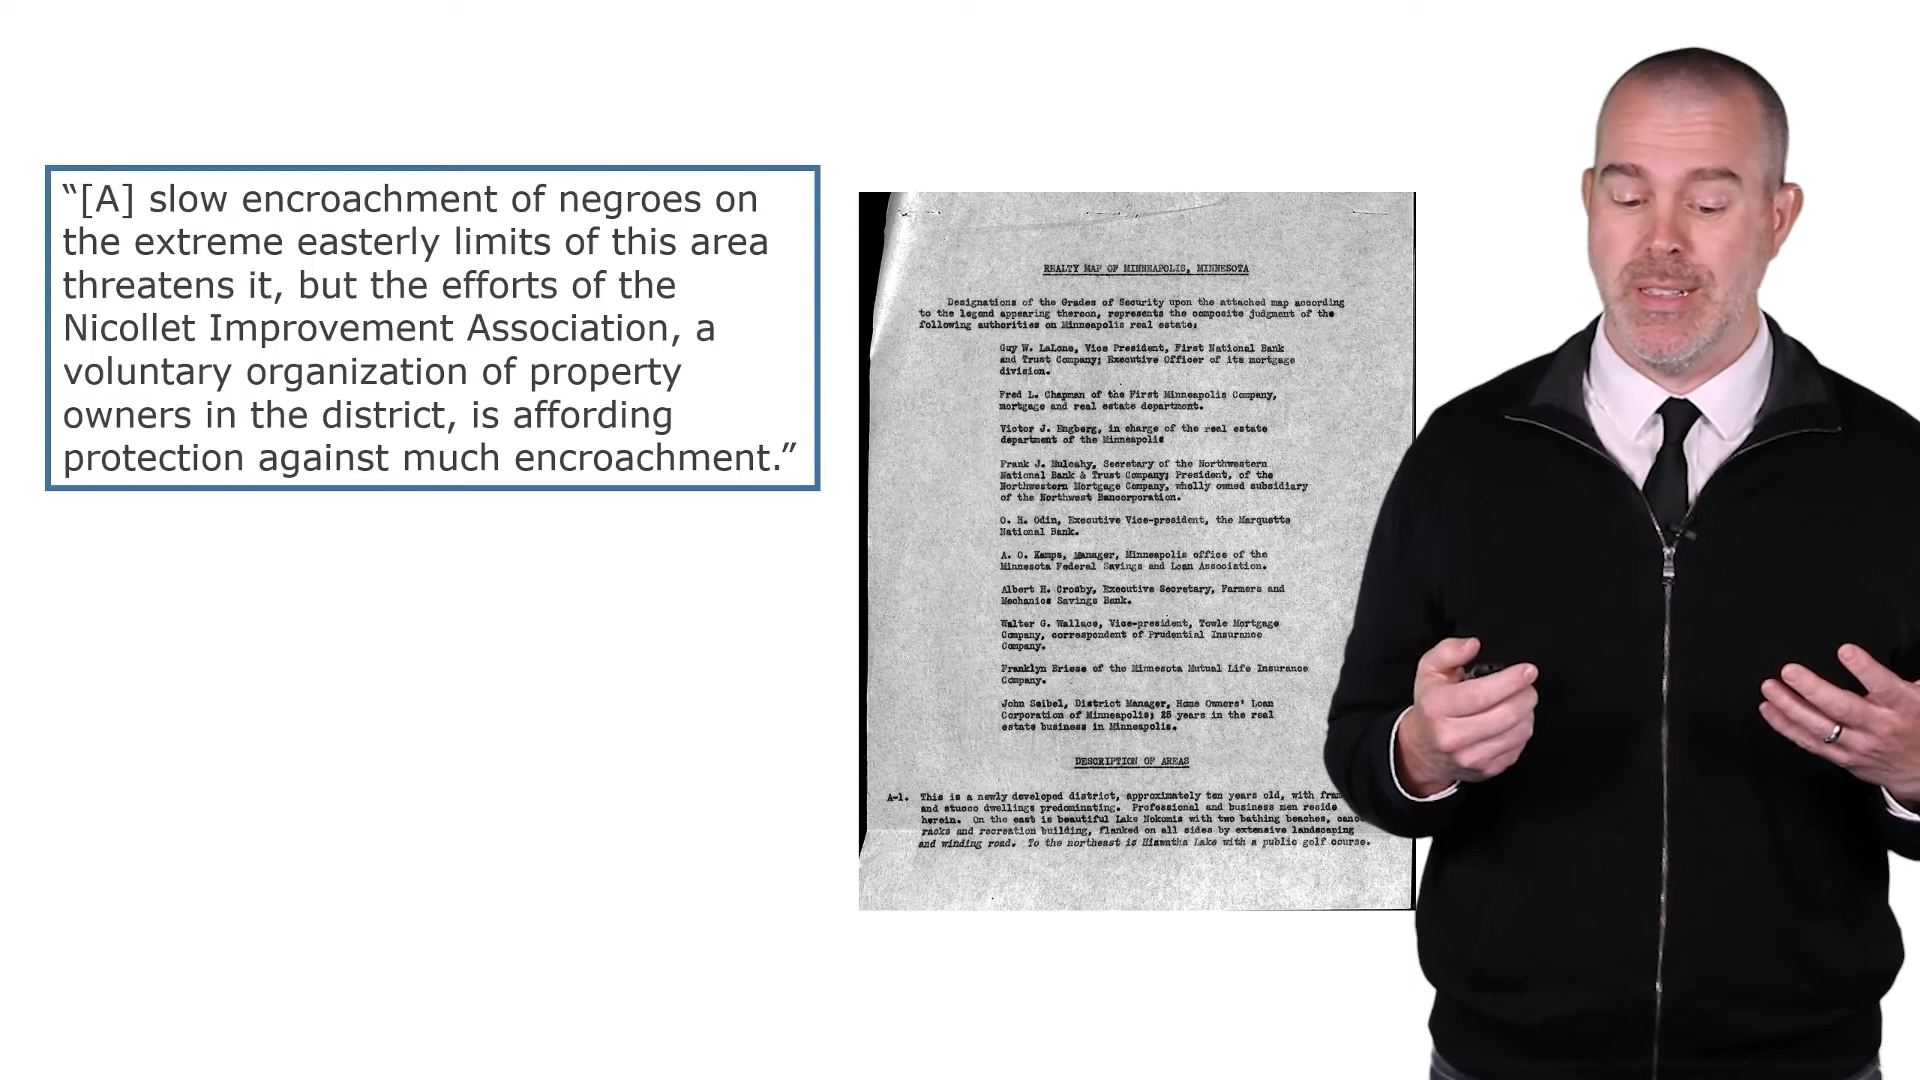 “[A] slow encroachment of negroes on
the extreme easterly limits of this area
threatens it, but the efforts of the
Nicollet Improvement Association, a
voluntary organization of property
owners in the district, is affording
protection against much encroachment.”
REALTY MAP OF MINNEAPOLIS, MINNESOTA
Designations of the Grades of Security upon the attached map according
to the legend appearing thereon, represents the composite judgment of the
following authorities on Minneapolis real estate:
Guy W. LaLone, Vice President, First National Bank
and Trust Company; Executive Officer of its mortgage
division.
Fred L. Chapman of the First Minneapolis Company,
mortgage and real estate department.
Victor J. Engberg, in charge of the real estate
department of the Minneapolis
Frank J. Mulcahy, Secretary of the Northwestern
National Bank & Trust Company; President, of the
Northwestern Mortgage Company, wholly owned subsidiary
of the Northwest Bancorporation.
O. H. Odin, Executive Vice-president, the Marquette
National Bank.
A. O. Kamps, Manager, Minneapolis office of the
Minnesota Federal Savings and Loan Association.
Albert H. Crosby, Executive Secretary, Farmers and
Mechanics Savings Bank.
Walter G. Wallace, Vice-president, Towle Mortgage
Company, correspondent of Prudential Insurance
Company.
Franklyn Briese of the Minnesota Mutual Life Insurance
Company.
John Seibel, District Manager, Home Owners' Loan
Corporation of Minneapolis; 25 years in the real
estate business in Minneapolis.
DESCRIPTION OF AREAS
A-1. This is a newly developed district, approximately ten years old, with fram
and stucco dwellings predominating. Professional and business men reside
herein. On the east is beautiful Lake Nokomis with two bathing beaches, canoe
racks and recreation building, flanked on all sides by extensive landscaping
and winding road. To the northeast is Hiawatha Lake with a public golf course.